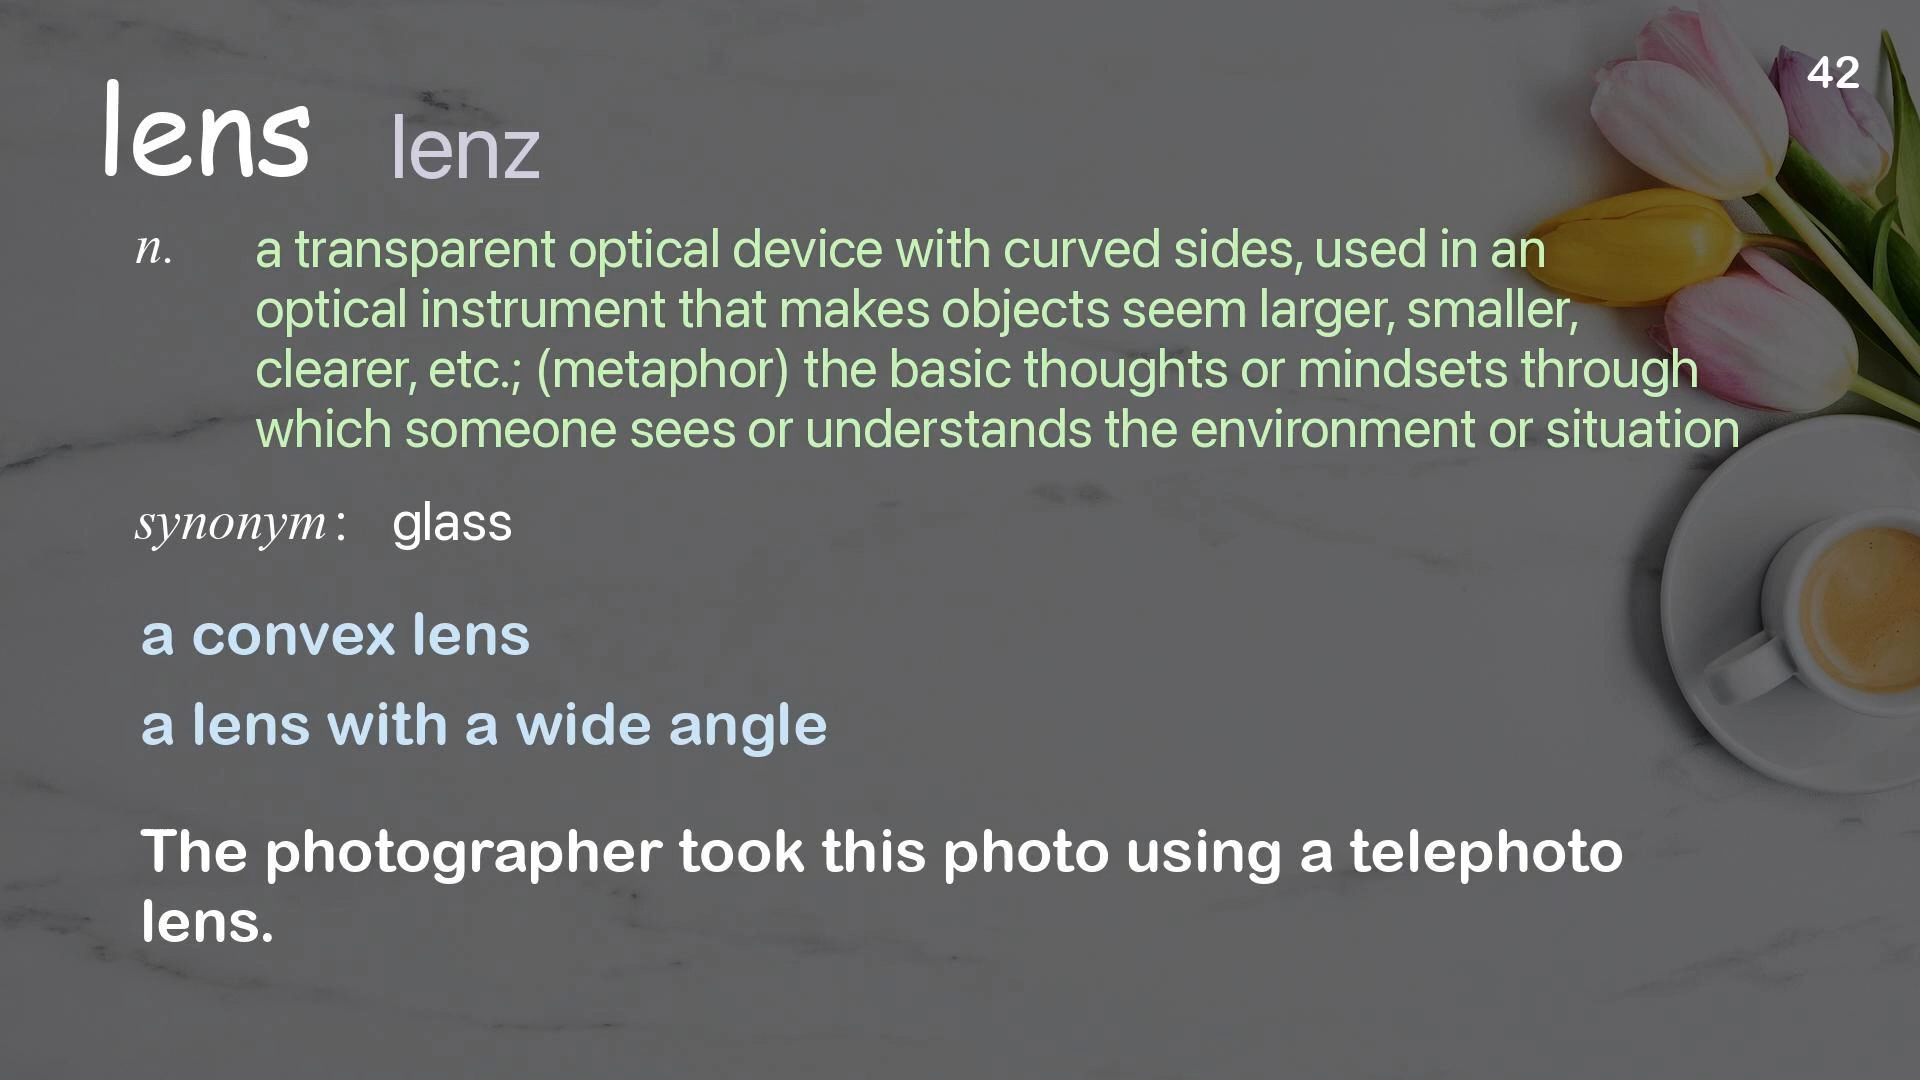 42
lens lenz
n. a transparent optical device with curved sides, used in an
optical instrument that makes objects seem larger, smaller,
clearer, etc.; (metaphor) the basic thoughts or mindsets through
which someone sees or understands the environment or situation
synonym: glass
a convex lens
a lens with a wide angle
The photographer took this photo using a telephoto
lens.